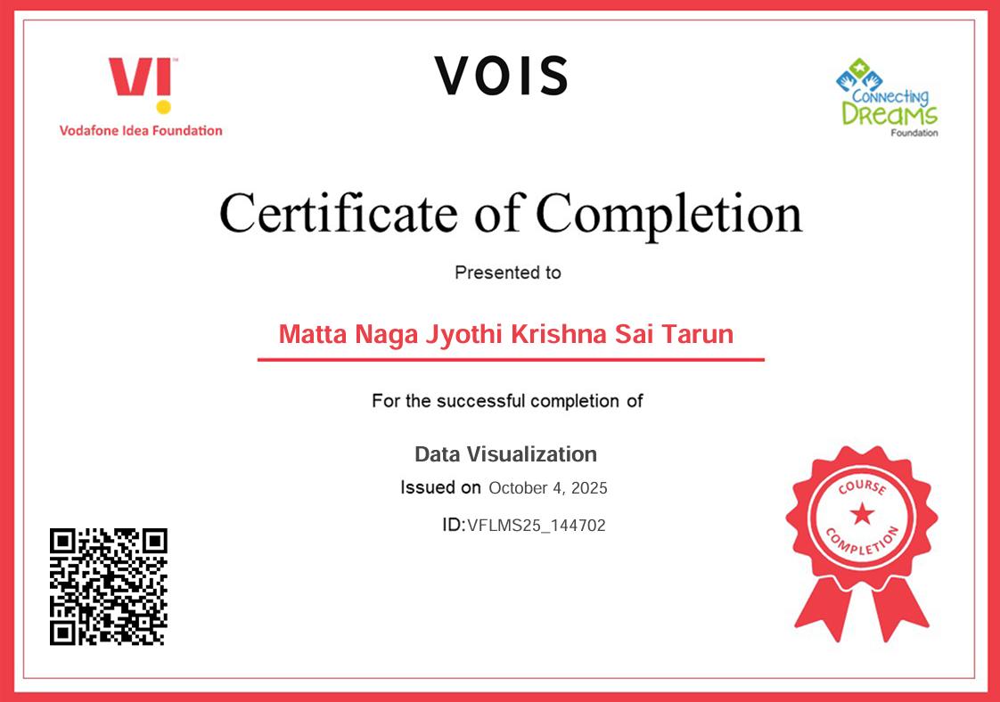 VI
TM
Vodafone Idea Foundation
VOIS
CONNECTING
DREAMS
Foundation
Certificate of Completion
Presented to
Matta Naga Jyothi Krishna Sai Tarun
For the successful completion of
Data Visualization
Issued on October 4, 2025
ID:VFLMS25_144702
COURSE
COMPLETION